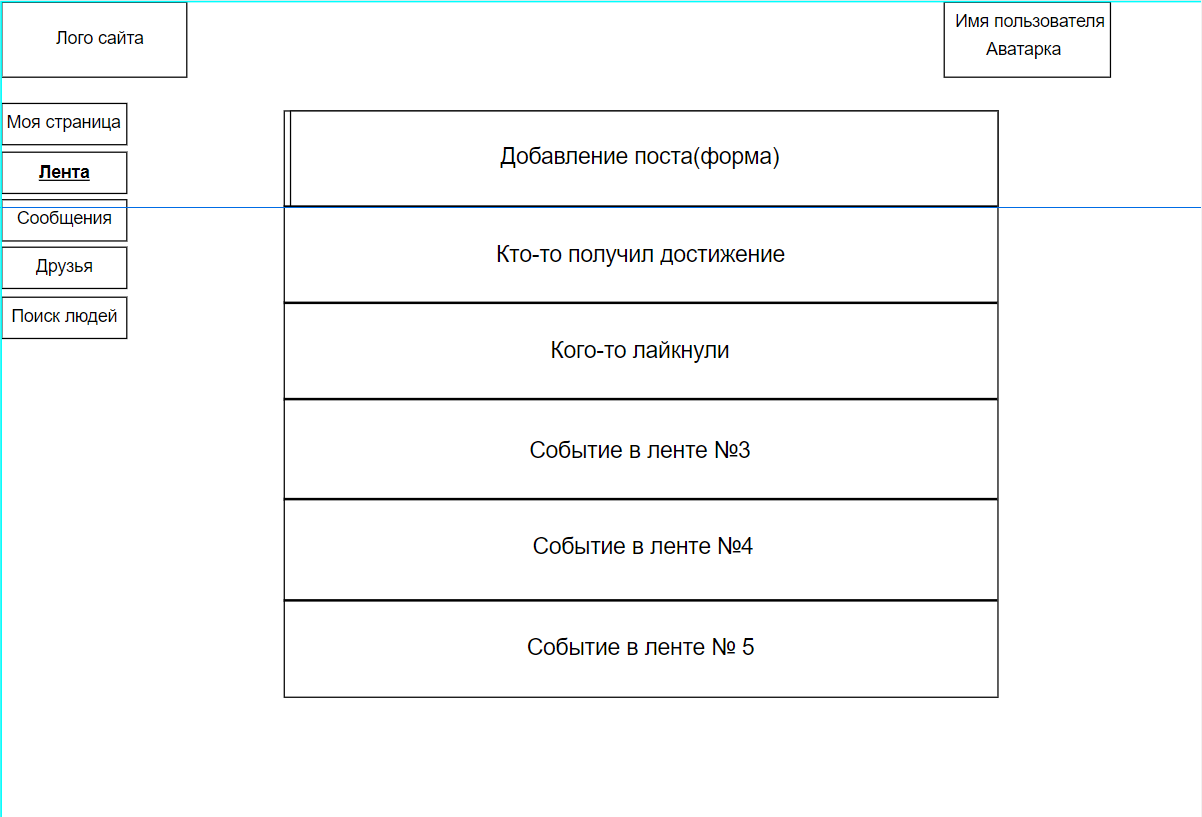 Лого сайта
Имя пользователя
Аватарка
Моя страница
Лента
Сообщения
Друзья
Поиск людей
Добавление поста(форма)
Кто-то получил достижение
Кого-то лайкнули
Событие в ленте №3
Событие в ленте №4
Событие в ленте № 5